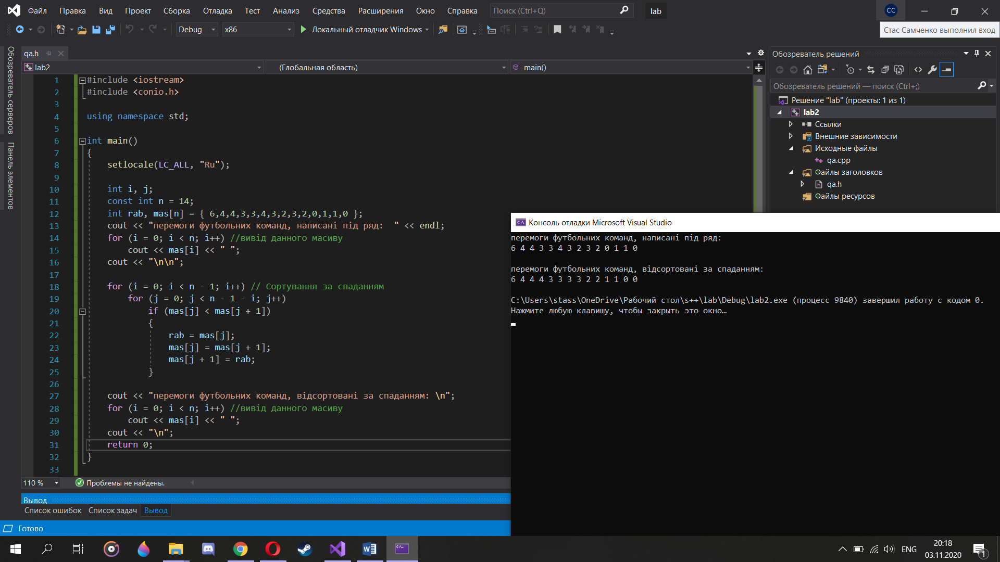 Файл Правка Вид Проект Сборка Отладка Тест Анализ Средства Расширения Окно Справка Поиск (Ctrl+Q) lab CC
Debug x86 Локальный отладчик Windows
Стас Самченко выполнил вход
Обозреватель серверов
Панель элементов
qa.h
lab2 (Глобальная область) main()
1 #include <iostream>
2 #include <conio.h>
3
4 using namespace std;
5
6 int main()
7 {
8 setlocale(LC_ALL, "Ru");
9
10 int i, j;
11 const int n = 14;
12 int rab, mas[n] = { 6,4,4,3,3,4,3,2,3,2,0,1,1,0 };
13 cout << "перемоги футбольних команд, написані під ряд:  " << endl;
14 for (i = 0; i < n; i++) //вивід данного масиву
15 cout << mas[i] << " ";
16 cout << "\n\n";
17
18 for (i = 0; i < n - 1; i++) // Сортування за спаданням
19 for (j = 0; j < n - 1 - i; j++)
20 if (mas[j] < mas[j + 1])
21 {
22 rab = mas[j];
23 mas[j] = mas[j + 1];
24 mas[j + 1] = rab;
25 }
26
27 cout << "перемоги футбольних команд, відсортовані за спаданням: \n";
28 for (i = 0; i < n; i++) //вивід данного масиву
29 cout << mas[i] << " ";
30 cout << "\n";
31 return 0;
32 }
33
110 % Проблемы не найдены.
Вывод
Список ошибок Список задач Вывод
Готово
Обозреватель решений
Обозреватель решений — поиск (Ctrl+;)
Решение "lab" (проекты: 1 из 1)
lab2
Ссылки
Внешние зависимости
Исходные файлы
qa.cpp
Файлы заголовков
qa.h
Файлы ресурсов
Консоль отладки Microsoft Visual Studio
перемоги футбольних команд, написані під ряд:
6 4 4 3 3 4 3 2 3 2 0 1 1 0
перемоги футбольних команд, відсортовані за спаданням:
6 4 4 4 3 3 3 3 2 2 1 1 0 0
C:\Users\stass\OneDrive\Рабочий стол\s++\lab\Debug\lab2.exe (процесс 9840) завершил работу с кодом 0.
Нажмите любую клавишу, чтобы закрыть это окно…
ENG
20:18
03.11.2020
1